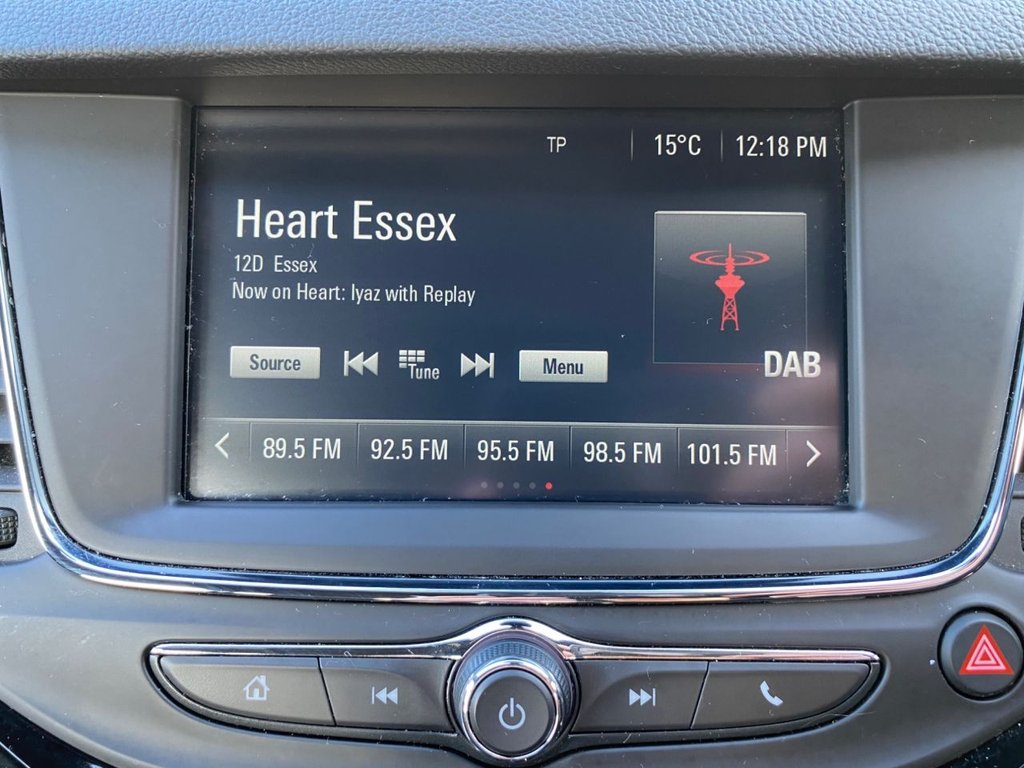 TP 15°C 12:18 PM
Heart Essex
12D Essex
Now on Heart: Iyaz with Replay
Source Tune Menu
DAB
89.5 FM 92.5 FM 95.5 FM 98.5 FM 101.5 FM